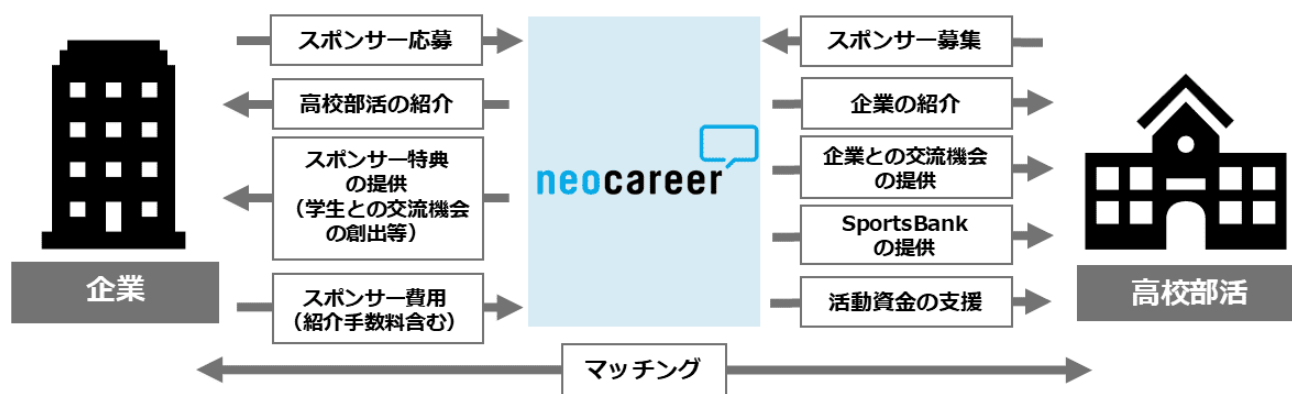 スポンサー応募
高校部活の紹介
スポンサー特典
の提供
（学生との交流機会
の創出等）
スポンサー費用
（紹介手数料含む）
企業
neocareer
スポンサー募集
企業の紹介
企業との交流機会
の提供
SportsBank
の提供
活動資金の支援
高校部活
マッチング